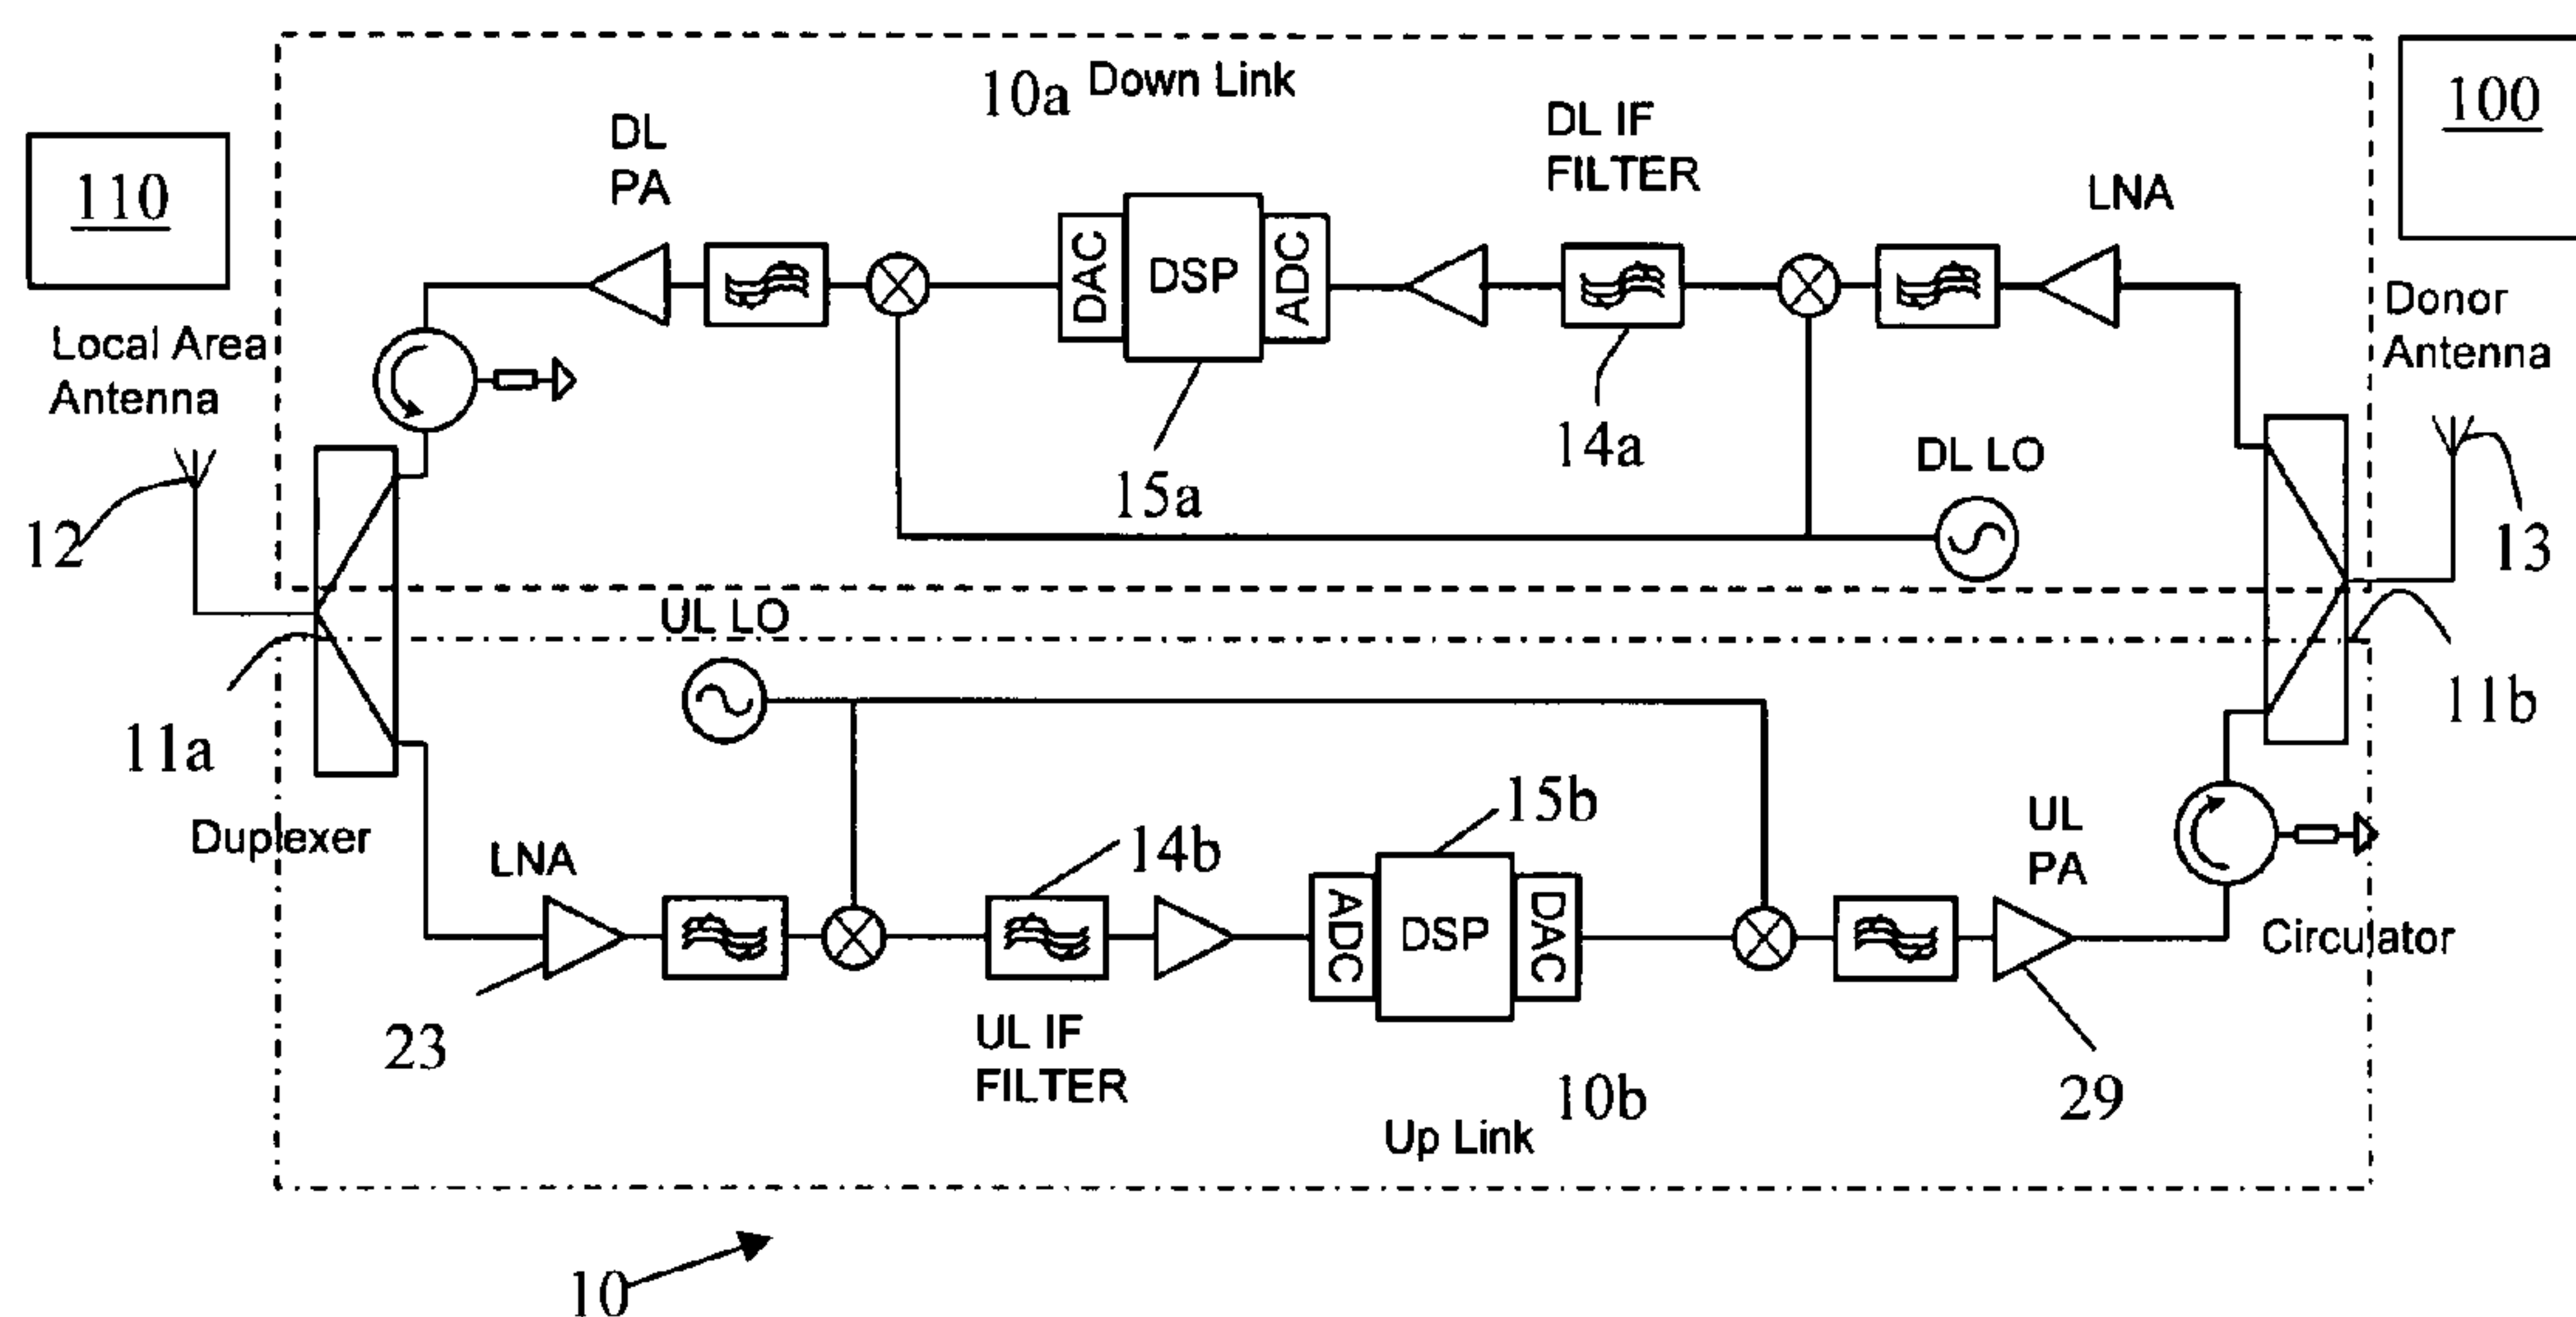 10a Down Link
100
110
DL
PA
DL IF
FILTER
LNA
DAC
DSP
ADC
Local Area
Antenna
Donor
Antenna
14a
15a
DL LO
12
13
UL LO
11a
11b
Duplexer
LNA
14b
15b
UL
PA
ADC
DSP
DAC
Circulator
23
UL IF
FILTER
10b
29
Up Link
10